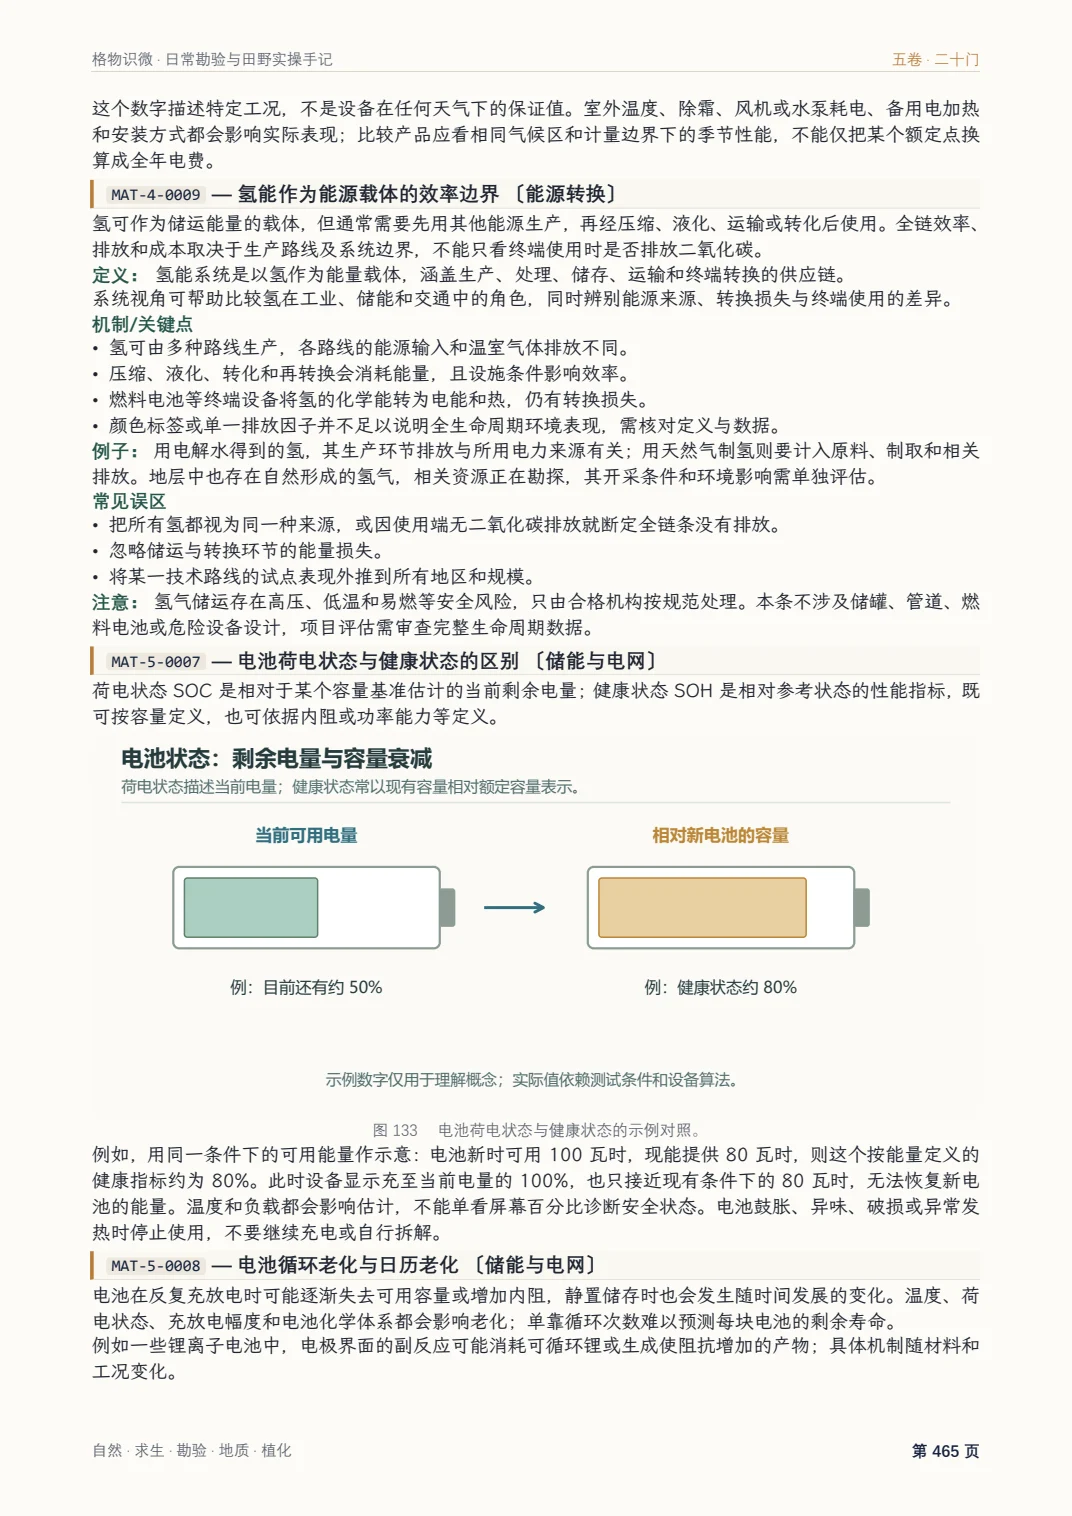 格物识微 · 日常勘验与田野实操手记
五卷 · 二十门
这个数字描述特定工况，不是设备在任何天气下的保证值。室外温度、除霜、风机或水泵耗电、备用电加热
和安装方式都会影响实际表现；比较产品应看相同气候区和计量边界下的季节性能，不能仅把某个额定点换
算成全年电费。
MAT-4-0009 — 氢能作为能源载体的效率边界 〔能源转换〕
氢可作为储运能量的载体，但通常需要先用其他能源生产，再经压缩、液化、运输或转化后使用。全链效率、
排放和成本取决于生产路线及系统边界，不能只看终端使用时是否排放二氧化碳。
定义： 氢能系统是以氢作为能量载体，涵盖生产、处理、储存、运输和终端转换的供应链。
系统视角可帮助比较氢在工业、储能和交通中的角色，同时辨别能源来源、转换损失与终端使用的差异。
机制/关键点
• 氢可由多种路线生产，各路线的能源输入和温室气体排放不同。
• 压缩、液化、转化和再转换会消耗能量，且设施条件影响效率。
• 燃料电池等终端设备将氢的化学能转为电能和热，仍有转换损失。
• 颜色标签或单一排放因子并不足以说明全生命周期环境表现，需核对定义与数据。
例子： 用电解水得到的氢，其生产环节排放与所用电力来源有关；用天然气制氢则要计入原料、制取和相关
排放。地层中也存在自然形成的氢气，相关资源正在勘探，其开采条件和环境影响需单独评估。
常见误区
• 把所有氢都视为同一种来源，或因使用端无二氧化碳排放就断定全链条没有排放。
• 忽略储运与转换环节的能量损失。
• 将某一技术路线的试点表现外推到所有地区和规模。
注意： 氢气储运存在高压、低温和易燃等安全风险，只由合格机构按规范处理。本条不涉及储罐、管道、燃
料电池或危险设备设计，项目评估需审查完整生命周期数据。
MAT-5-0007 — 电池荷电状态与健康状态的区别 〔储能与电网〕
荷电状态 SOC 是相对于某个容量基准估计的当前剩余电量；健康状态 SOH 是相对参考状态的性能指标，既
可按容量定义，也可依据内阻或功率能力等定义。
电池状态：剩余电量与容量衰减
荷电状态描述当前电量；健康状态常以现有容量相对额定容量表示。
当前可用电量
相对新电池的容量
例：目前还有约 50%
例：健康状态约 80%
示例数字仅用于理解概念；实际值依赖测试条件和设备算法。
图 133 电池荷电状态与健康状态的示例对照。
例如，用同一条件下的可用能量作示意：电池新时可用 100 瓦时，现能提供 80 瓦时，则这个按能量定义的
健康指标约为 80%。此时设备显示充至当前电量的 100%，也只接近现有条件下的 80 瓦时，无法恢复新电
池的能量。温度和负载都会影响估计，不能单看屏幕百分比诊断安全状态。电池鼓胀、异味、破损或异常发
热时停止使用，不要继续充电或自行拆解。
MAT-5-0008 — 电池循环老化与日历老化 〔储能与电网〕
电池在反复充放电时可能逐渐失去可用容量或增加内阻，静置储存时也会发生随时间发展的变化。温度、荷
电状态、充放电幅度和电池化学体系都会影响老化；单靠循环次数难以预测每块电池的剩余寿命。
例如一些锂离子电池中，电极界面的副反应可能消耗可循环锂或生成使阻抗增加的产物；具体机制随材料和
工况变化。
自然 · 求生 · 勘验 · 地质 · 植化
第 465 页